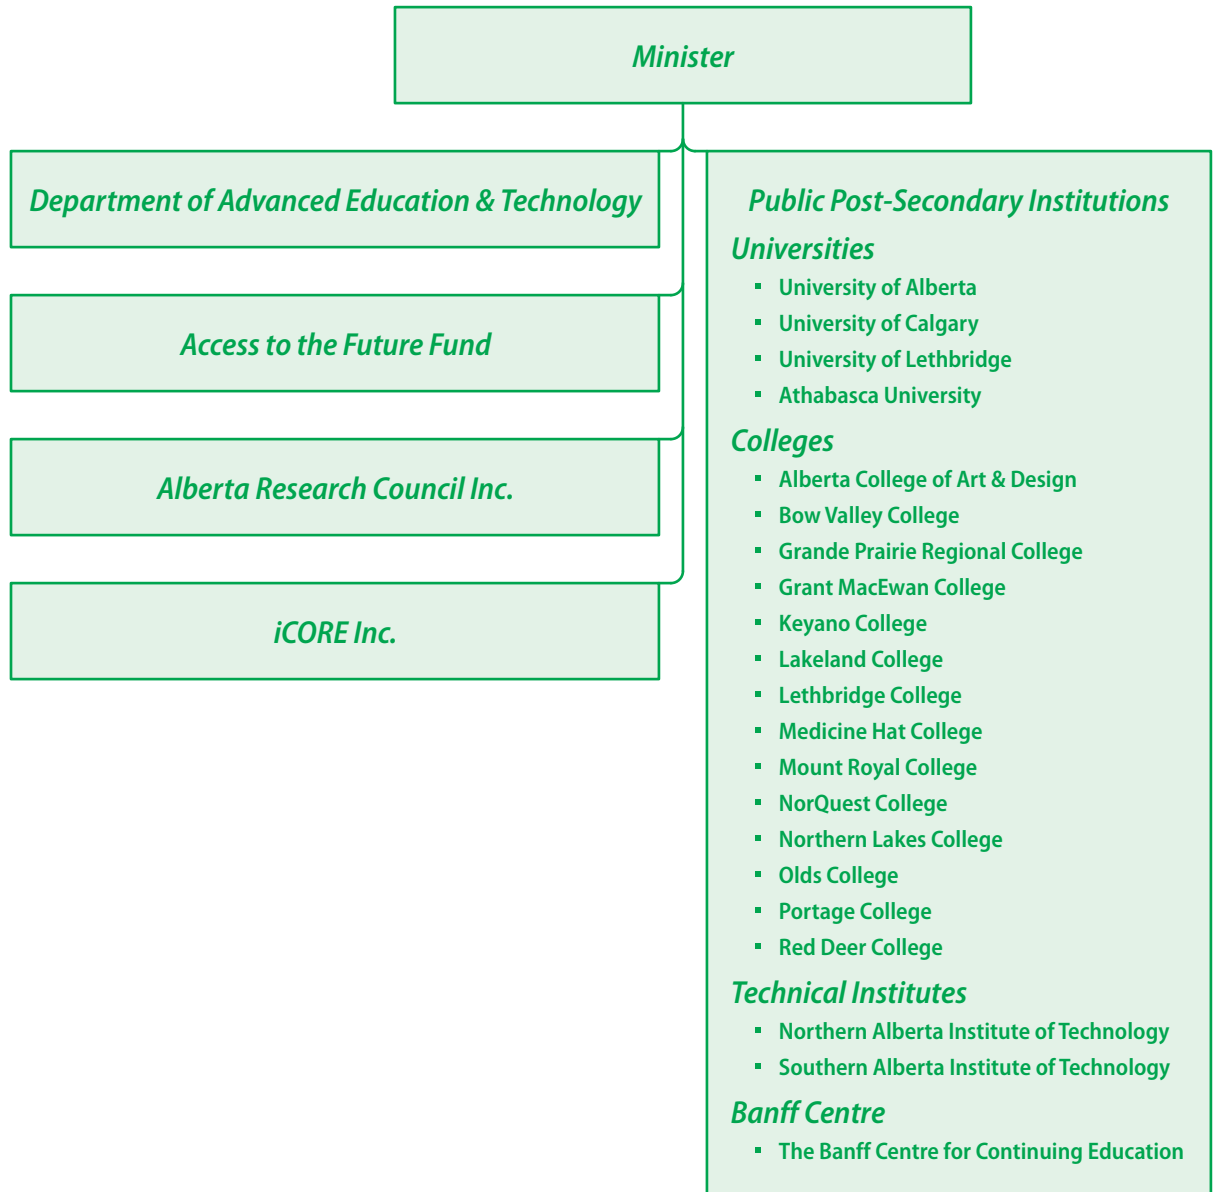 Minister
Department of Advanced Education & Technology
Access to the Future Fund
Alberta Research Council Inc.
iCORE Inc.
Public Post-Secondary Institutions
Universities
▪ University of Alberta
▪ University of Calgary
▪ University of Lethbridge
▪ Athabasca University
Colleges
▪ Alberta College of Art & Design
▪ Bow Valley College
▪ Grande Prairie Regional College
▪ Grant MacEwan College
▪ Keyano College
▪ Lakeland College
▪ Lethbridge College
▪ Medicine Hat College
▪ Mount Royal College
▪ NorQuest College
▪ Northern Lakes College
▪ Olds College
▪ Portage College
▪ Red Deer College
Technical Institutes
▪ Northern Alberta Institute of Technology
▪ Southern Alberta Institute of Technology
Banff Centre
▪ The Banff Centre for Continuing Education